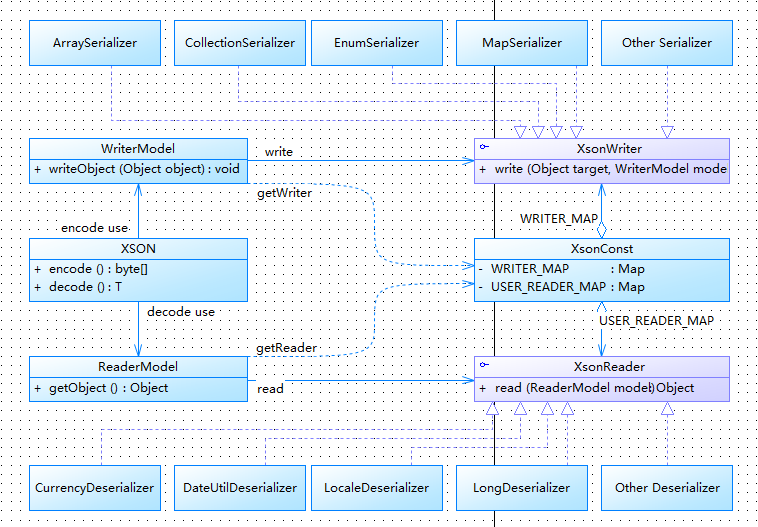 ArraySerializer
CollectionSerializer
EnumSerializer
MapSerializer
Other Serializer
WriterModel
+ writeObject (Object object) : void
write
XsonWriter
+ write (Object target, WriterModel mode
getWriter
WRITER_MAP
encode use
XSON
+ encode () : byte[]
+ decode () : T
XsonConst
- WRITER_MAP : Map
- USER_READER_MAP : Map
decode use
USER_READER_MAP
getReader
ReaderModel
+ getObject () : Object
read
XsonReader
+ read (ReaderModel model)Object
CurrencyDeserializer
DateUtilDeserializer
LocaleDeserializer
LongDeserializer
Other Deserializer